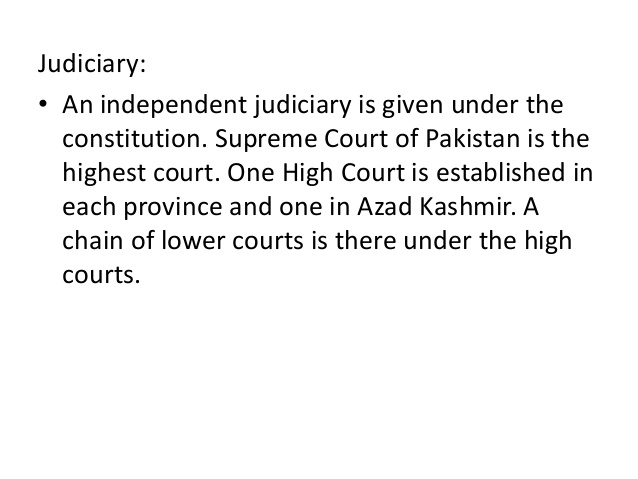 Judiciary:
• An independent judiciary is given under the
constitution. Supreme Court of Pakistan is the
highest court. One High Court is established in
each province and one in Azad Kashmir. A
chain of lower courts is there under the high
courts.